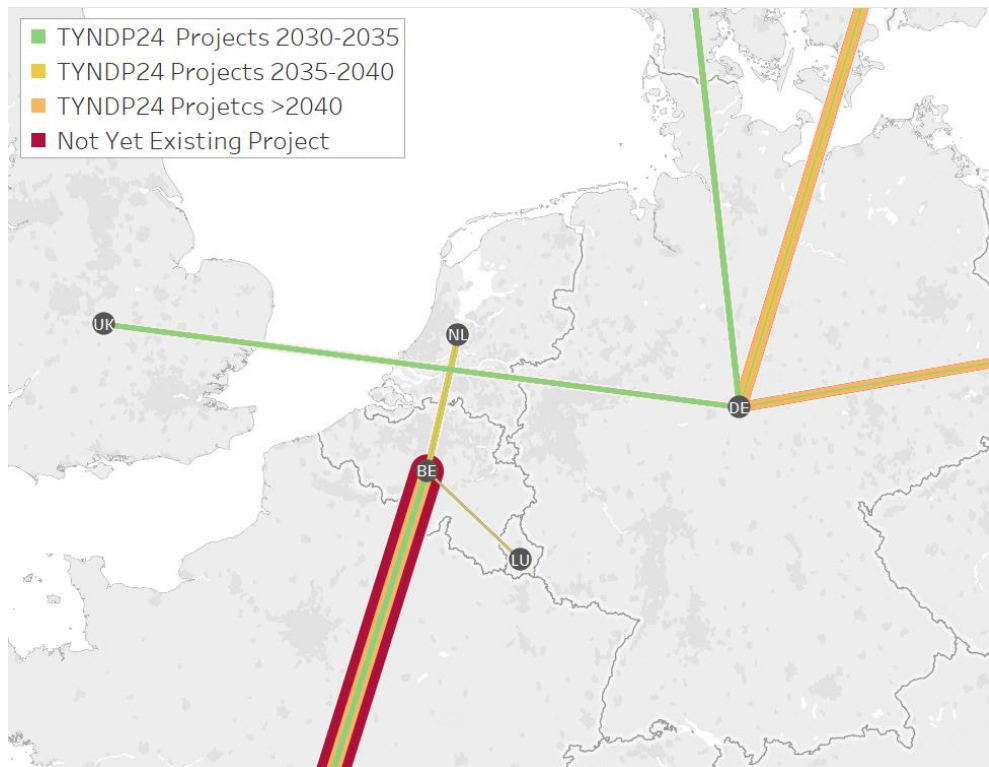 TYNDP24 Projects 2030-2035
TYNDP24 Projects 2035-2040
TYNDP24 Projetcs >2040
Not Yet Existing Project
UK
NL
DE
BE
LU